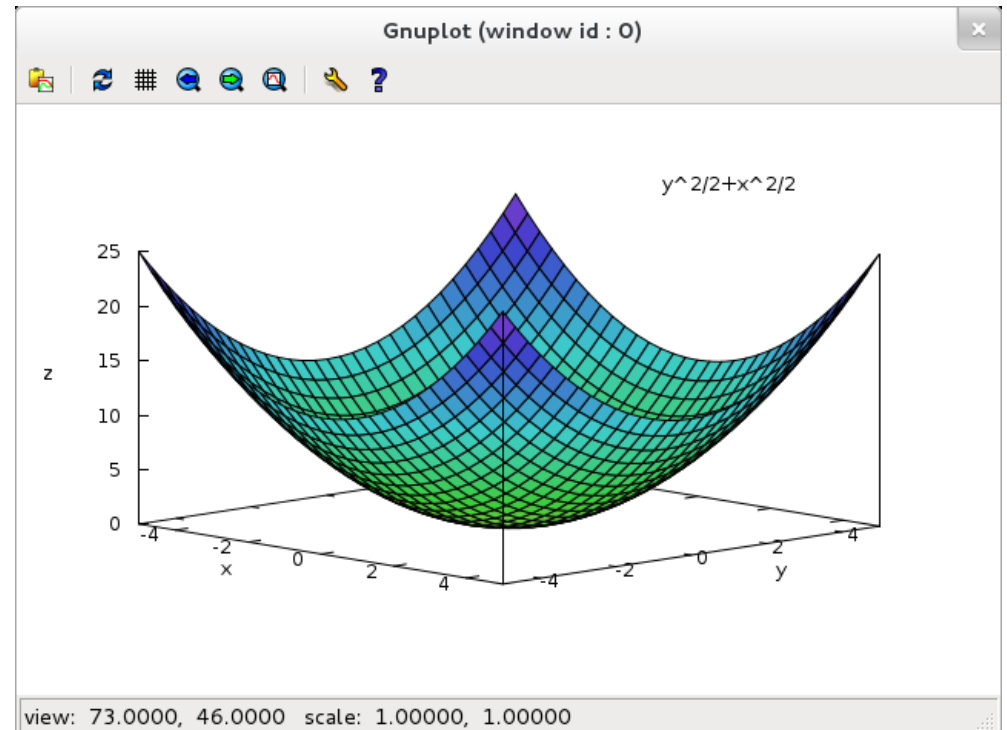 Gnuplot (window id : 0)
y^2/2+x^2/2
25
20
15
z
10
5
0
-4 -2 0 2 4
x
-4 -2 0 2 4
y
view: 73.0000, 46.0000 scale: 1.00000, 1.00000